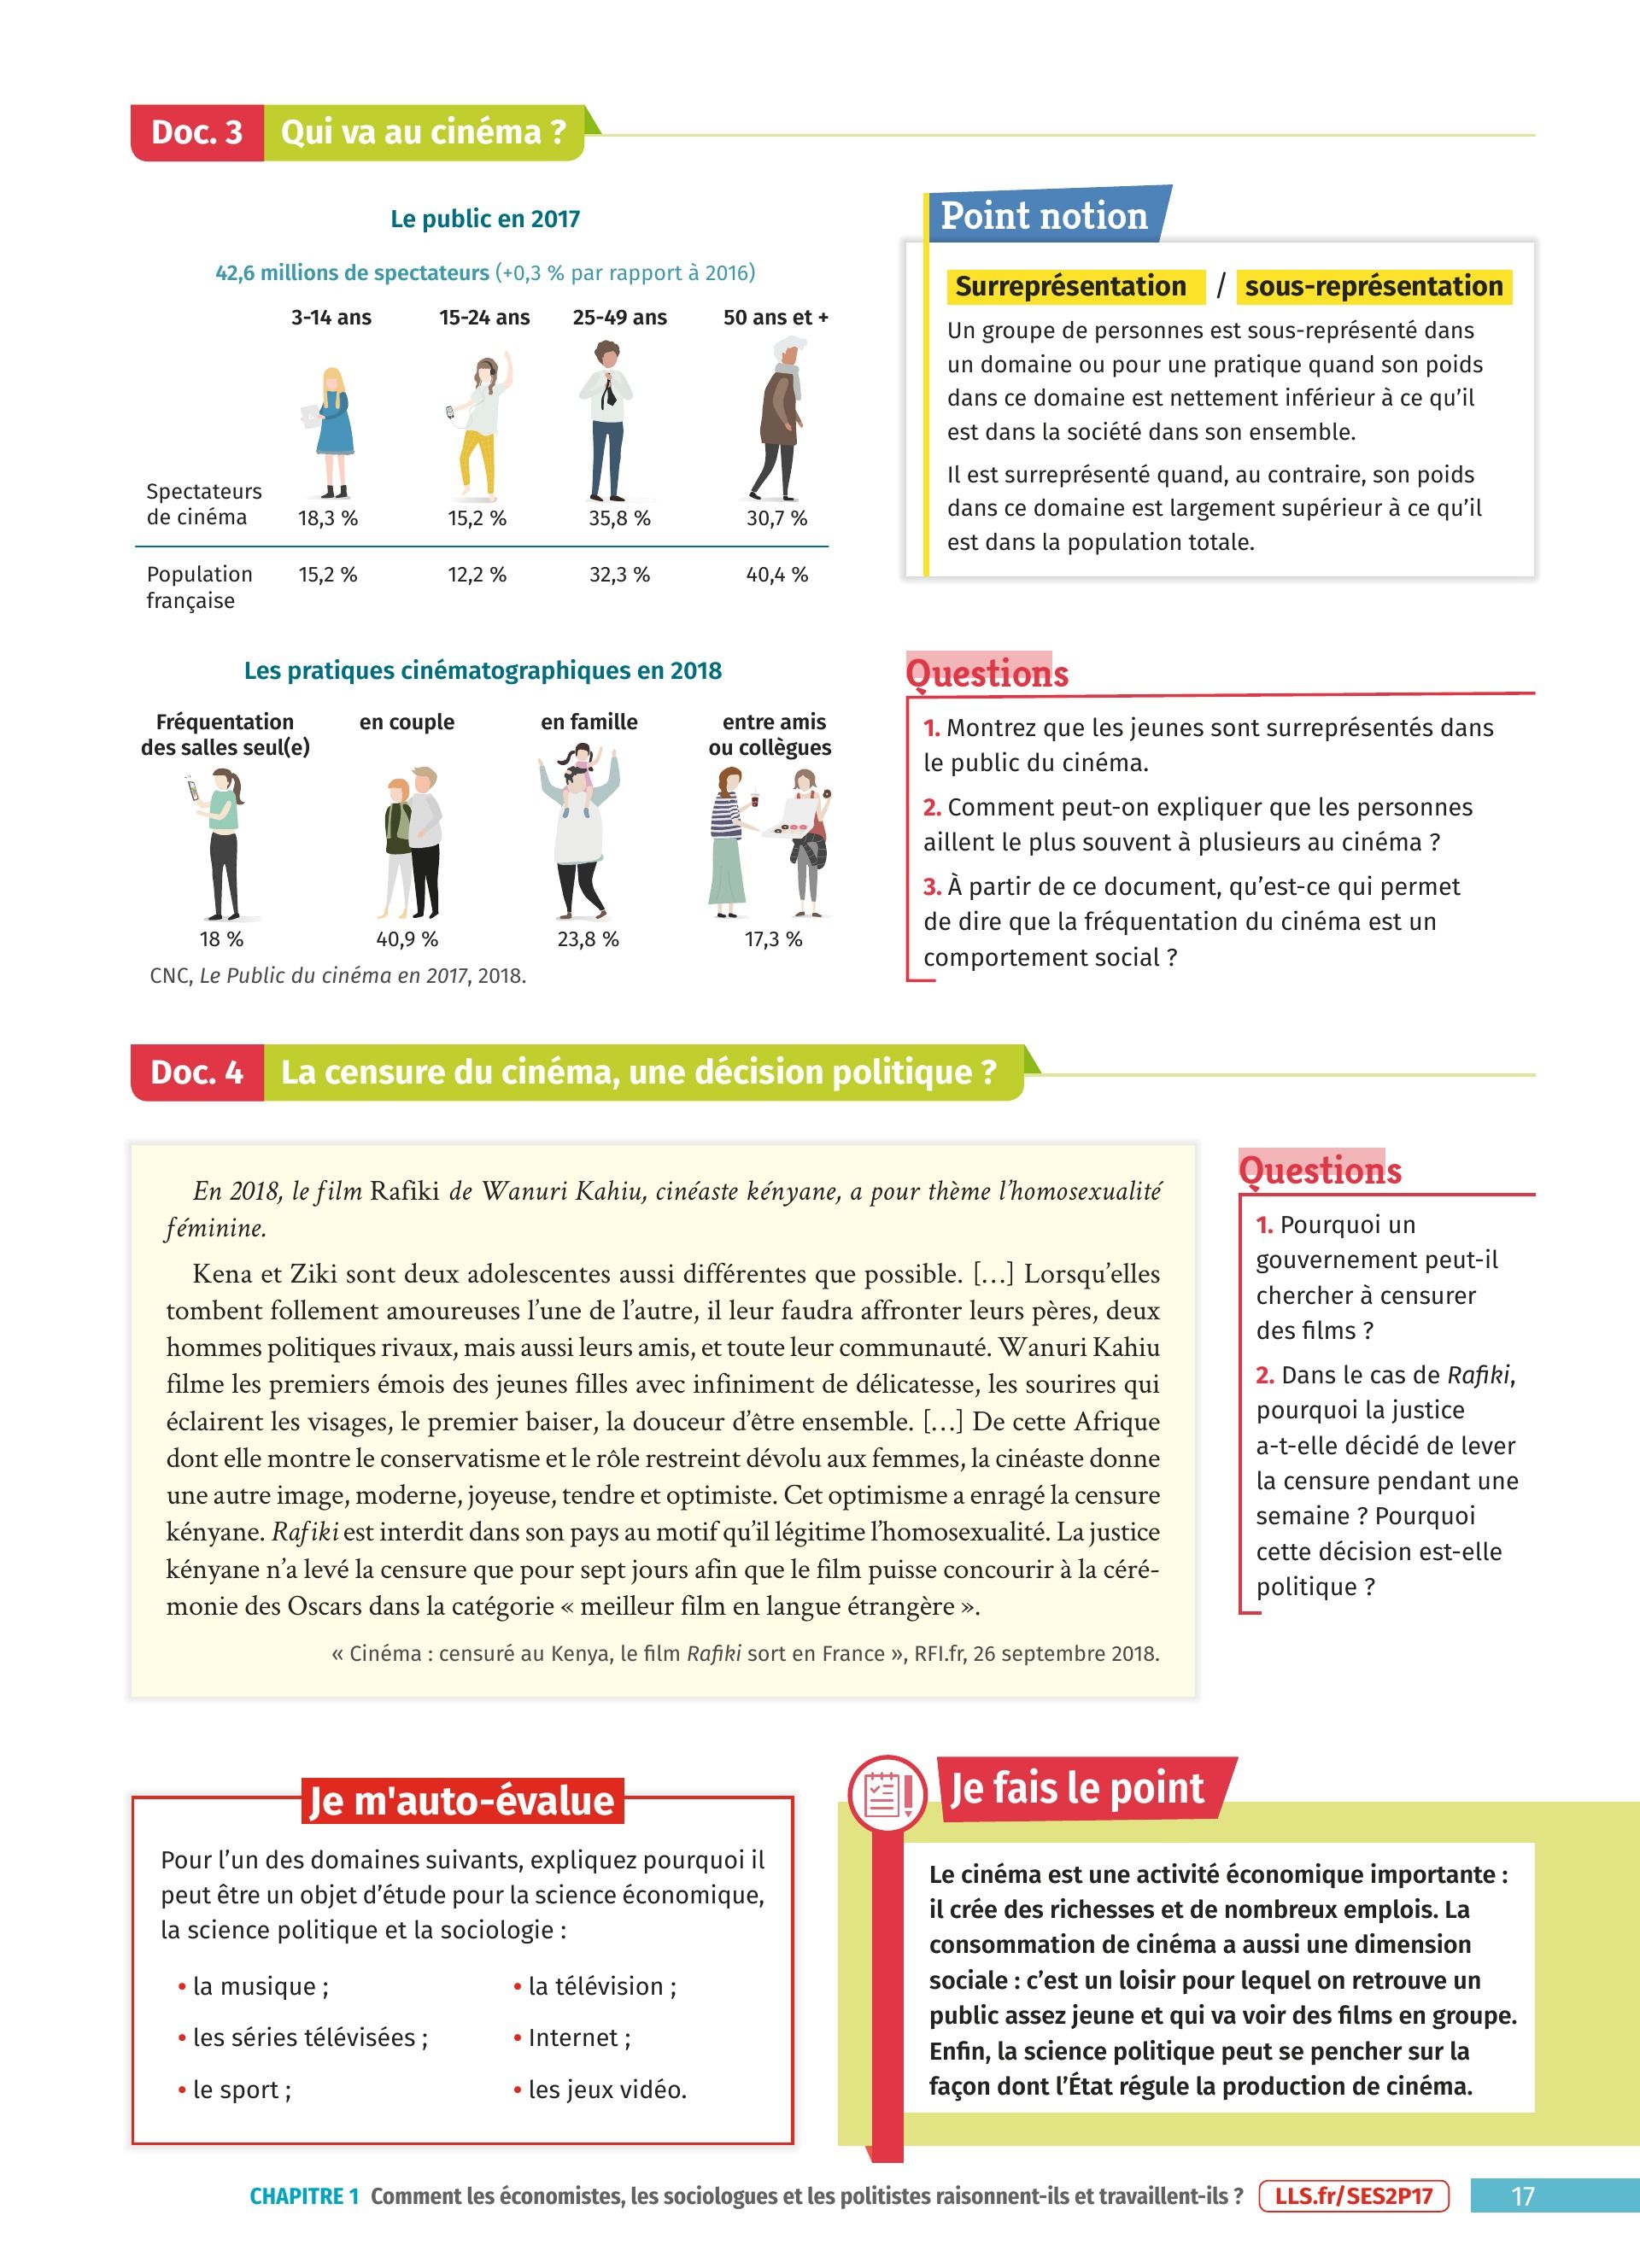 Doc. 3 Qui va au cinéma ?
Le public en 2017
42,6 millions de spectateurs (+0,3 % par rapport à 2016)
3-14 ans 15-24 ans 25-49 ans 50 ans et +
Spectateurs
de cinéma 18,3 % 15,2 % 35,8 % 30,7 %
Population 15,2 % 12,2 % 32,3 % 40,4 %
française
Les pratiques cinématographiques en 2018
Fréquentation en couple en famille entre amis
des salles seul(e) ou collègues
18 % 40,9 % 23,8 % 17,3 %
CNC, Le Public du cinéma en 2017, 2018.
Point notion
Surreprésentation / sous-représentation
Un groupe de personnes est sous-représenté dans
un domaine ou pour une pratique quand son poids
dans ce domaine est nettement inférieur à ce qu’il
est dans la société dans son ensemble.
Il est surreprésenté quand, au contraire, son poids
dans ce domaine est largement supérieur à ce qu’il
est dans la population totale.
Questions
1. Montrez que les jeunes sont surreprésentés dans
le public du cinéma.
2. Comment peut-on expliquer que les personnes
aillent le plus souvent à plusieurs au cinéma ?
3. À partir de ce document, qu’est-ce qui permet
de dire que la fréquentation du cinéma est un
comportement social ?
Doc. 4 La censure du cinéma, une décision politique ?
En 2018, le film Rafiki de Wanuri Kahiu, cinéaste kényane, a pour thème l’homosexualité
féminine.
Kena et Ziki sont deux adolescentes aussi différentes que possible. […] Lorsqu’elles
tombent follement amoureuses l’une de l’autre, il leur faudra affronter leurs pères, deux
hommes politiques rivaux, mais aussi leurs amis, et toute leur communauté. Wanuri Kahiu
filme les premiers émois des jeunes filles avec infiniment de délicatesse, les sourires qui
éclairent les visages, le premier baiser, la douceur d’être ensemble. […] De cette Afrique
dont elle montre le conservatisme et le rôle restreint dévolu aux femmes, la cinéaste donne
une autre image, moderne, joyeuse, tendre et optimiste. Cet optimisme a enragé la censure
kényane. Rafiki est interdit dans son pays au motif qu’il légitime l’homosexualité. La justice
kényane n’a levé la censure que pour sept jours afin que le film puisse concourir à la céré-
monie des Oscars dans la catégorie « meilleur film en langue étrangère ».
« Cinéma : censuré au Kenya, le film Rafiki sort en France », RFI.fr, 26 septembre 2018.
Questions
1. Pourquoi un
gouvernement peut-il
chercher à censurer
des films ?
2. Dans le cas de Rafiki,
pourquoi la justice
a-t-elle décidé de lever
la censure pendant une
semaine ? Pourquoi
cette décision est-elle
politique ?
Je m'auto-évalue
Pour l’un des domaines suivants, expliquez pourquoi il
peut être un objet d’étude pour la science économique,
la science politique et la sociologie :
• la musique ;
• les séries télévisées ;
• le sport ;
• la télévision ;
• Internet ;
• les jeux vidéo.
Je fais le point
Le cinéma est une activité économique importante :
il crée des richesses et de nombreux emplois. La
consommation de cinéma a aussi une dimension
sociale : c’est un loisir pour lequel on retrouve un
public assez jeune et qui va voir des films en groupe.
Enfin, la science politique peut se pencher sur la
façon dont l’État régule la production de cinéma.
CHAPITRE 1 Comment les économistes, les sociologues et les politistes raisonnent-ils et travaillent-ils ? LLS.fr/SES2P17 17